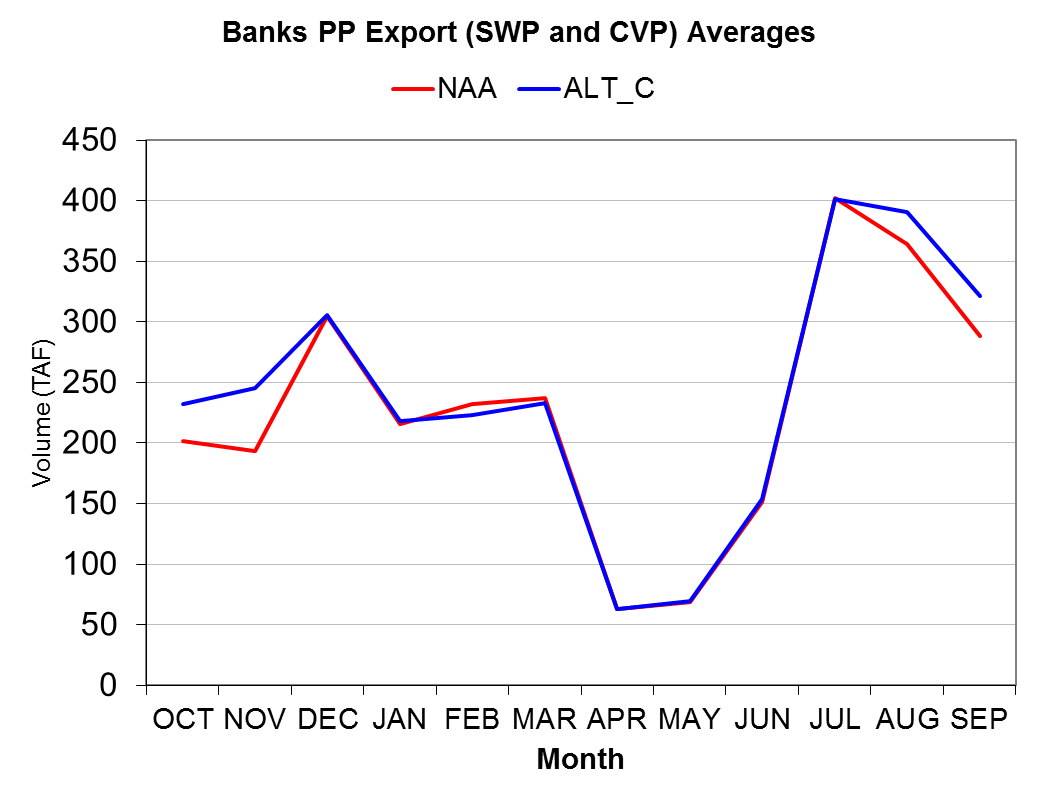 Banks PP Export (SWP and CVP) Averages
NAA ALT_C
450
400
350
300
250
200
150
100
50
0
Volume (TAF)
OCT NOV DEC JAN FEB MAR APR MAY JUN JUL AUG SEP
Month